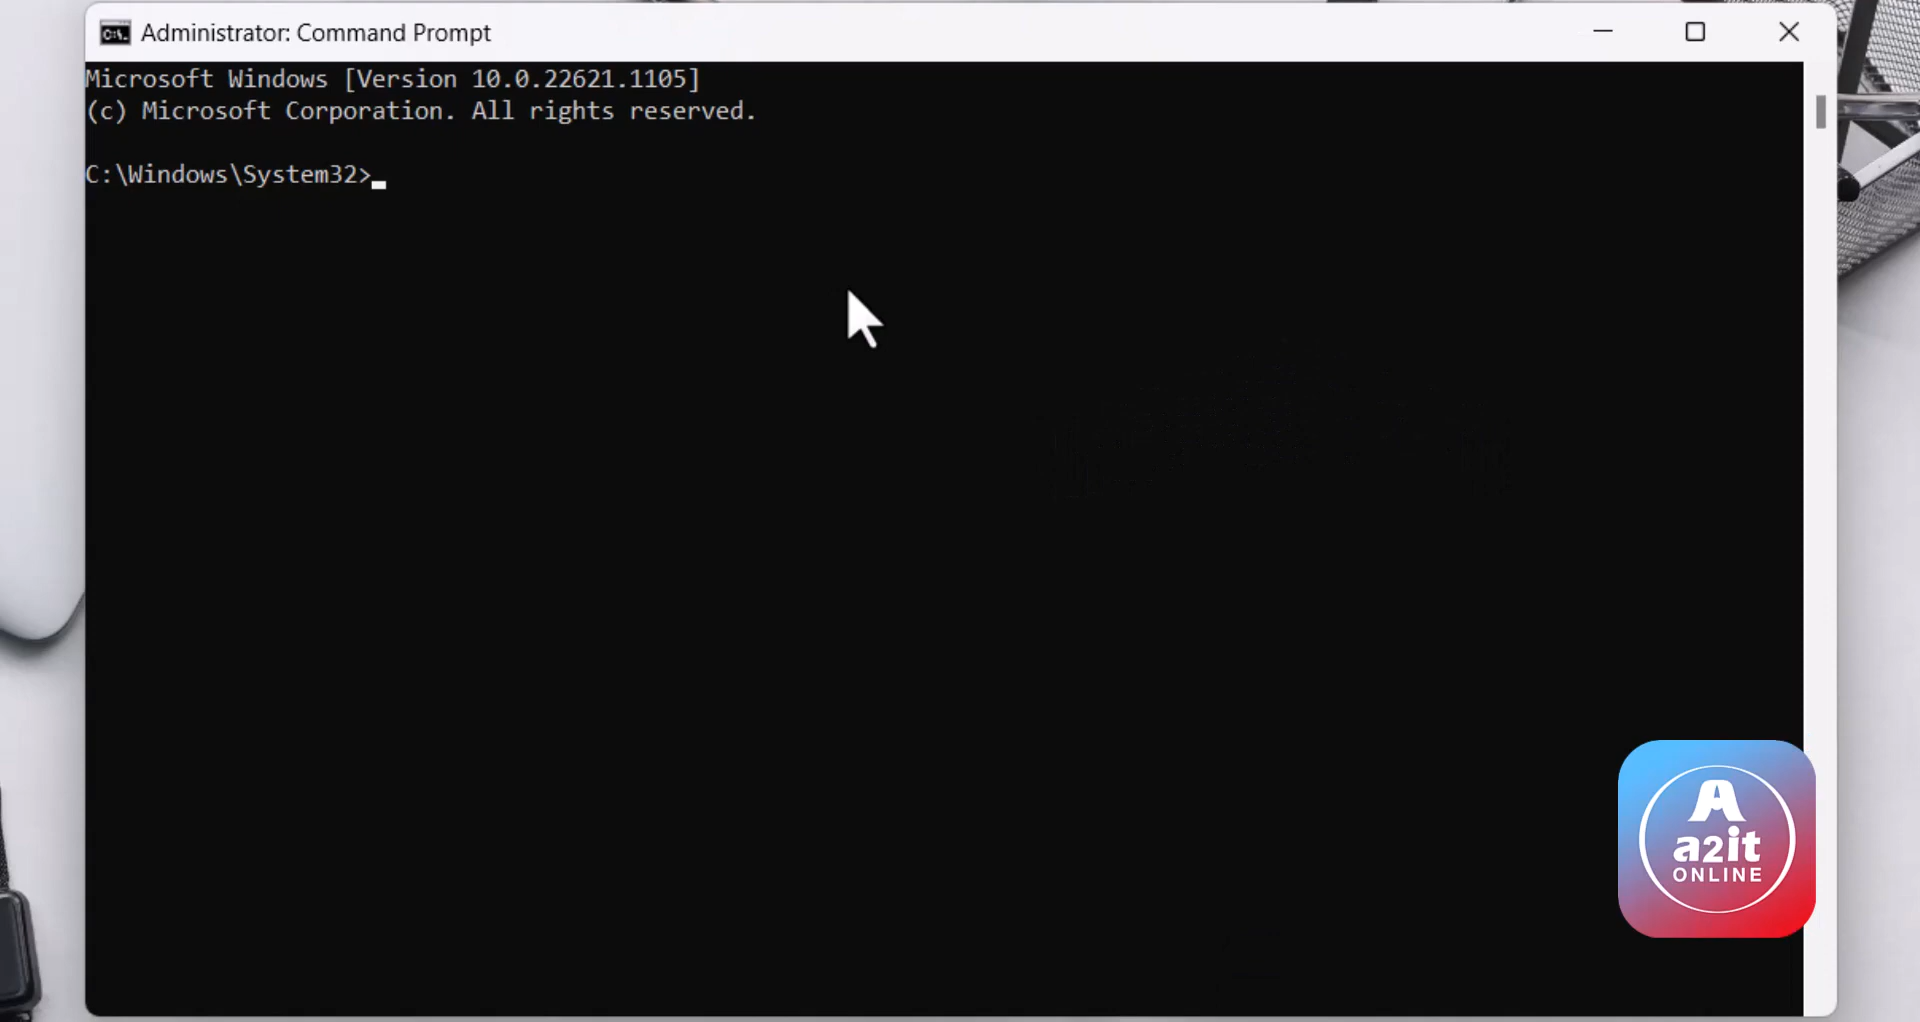 Administrator: Command Prompt
Microsoft Windows [Version 10.0.22621.1105]
(c) Microsoft Corporation. All rights reserved.
C:\Windows\System32>
A
a2it
ONLINE